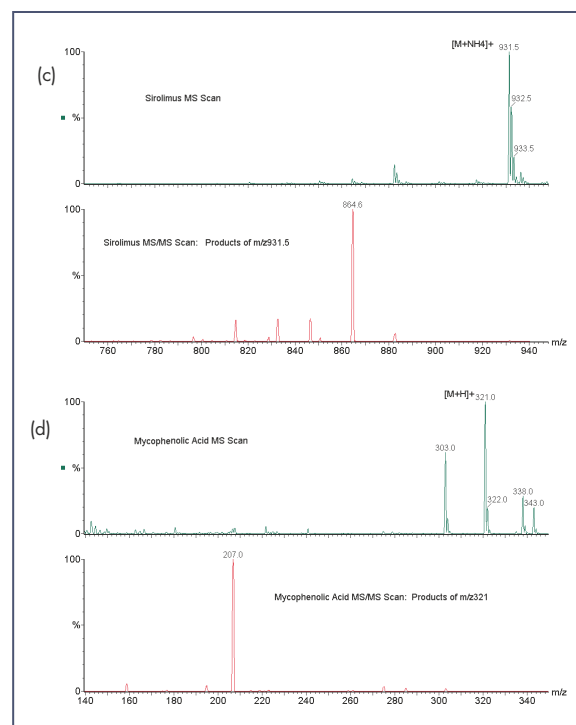 [M+NH4]+
100
931.5
(c)
Sirolimus MS Scan
932.5
%
933.5
0
100
864.6
Sirolimus MS/MS Scan: Products of m/z931.5
%
0
m/z
760 780 800 820 840 860 880 900 920 940
[M+H]+
100
321.0
(d)
Mycophenolic Acid MS Scan
303.0
%
322.0
338.0
343.0
0
100
207.0
Mycophenolic Acid MS/MS Scan: Products of m/z321
%
0
m/z
140 160 180 200 220 240 260 280 300 320 340